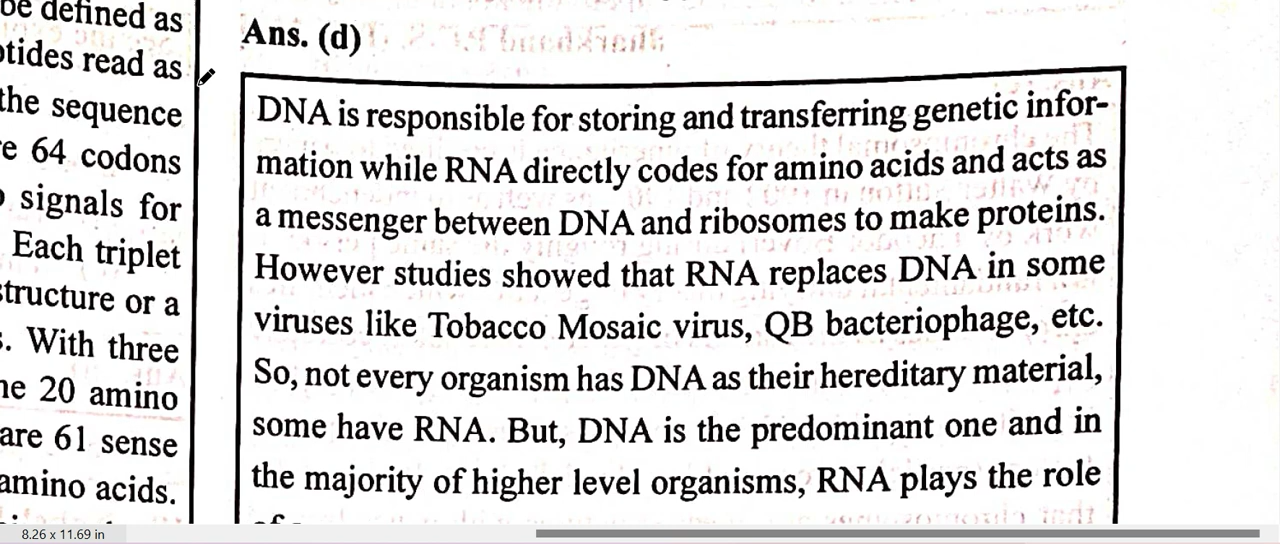 be defined as
tides read as
the sequence
e 64 codons
signals for
Each triplet
structure or a
. With three
ne 20 amino
are 61 sense
amino acids.
Ans. (d)
DNA is responsible for storing and transferring genetic infor-
mation while RNA directly codes for amino acids and acts as
a messenger between DNA and ribosomes to make proteins.
However studies showed that RNA replaces DNA in some
viruses like Tobacco Mosaic virus, QB bacteriophage, etc.
So, not every organism has DNA as their hereditary material,
some have RNA. But, DNA is the predominant one and in
the majority of higher level organisms, RNA plays the role
8.26 x 11.69 in